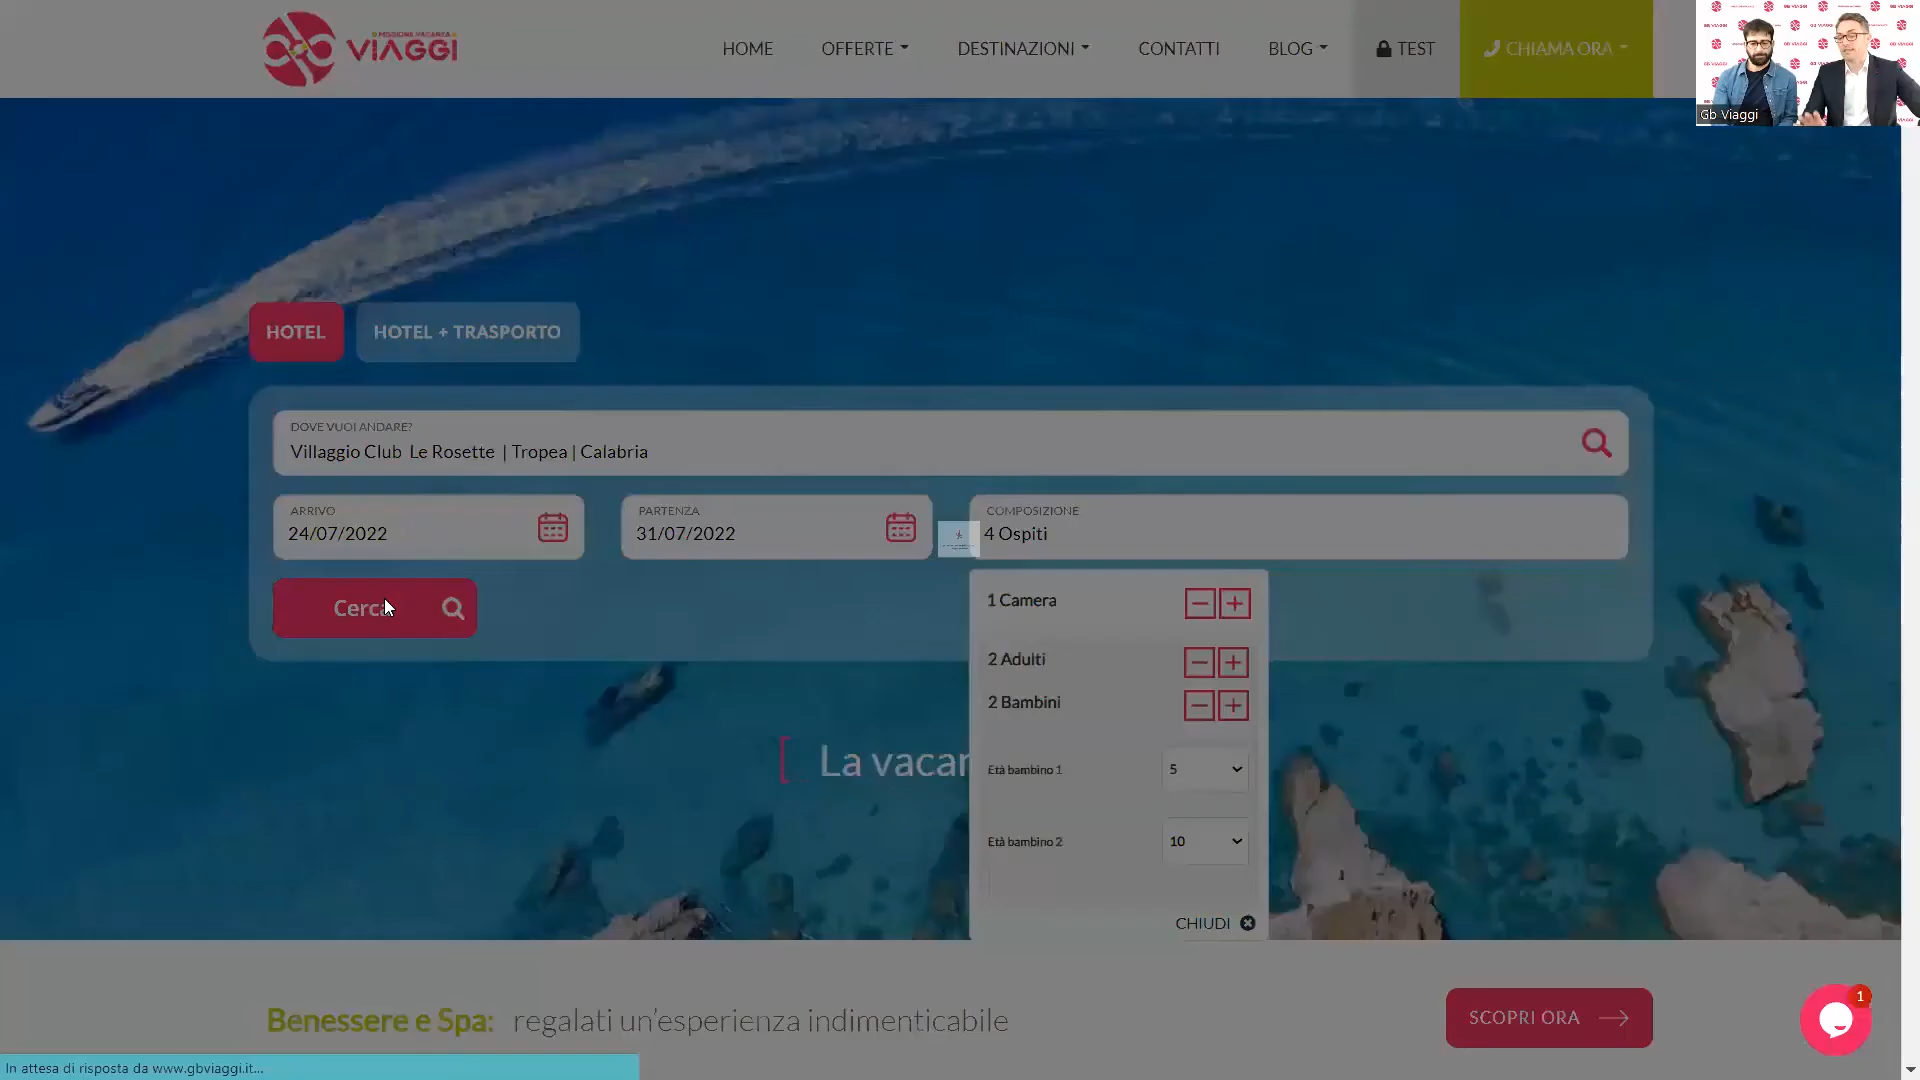 PASSIONE VACANZA
VIAGGI
HOME
OFFERTE
DESTINAZIONI
CONTATTI
BLOG
TEST
CHIAMA ORA
Gb Viaggi
HOTEL
HOTEL + TRASPORTO
DOVE VUOI ANDARE?
Villaggio Club Le Rosette | Tropea | Calabria
ARRIVO
24/07/2022
PARTENZA
31/07/2022
COMPOSIZIONE
4 Ospiti
Cerca
1 Camera
2 Adulti
2 Bambini
Età bambino 1
5
Età bambino 2
10
CHIUDI
[ La vacan
Benessere e Spa: regalati un'esperienza indimenticabile
SCOPRI ORA
1
In attesa di risposta da www.gbviaggi.it...